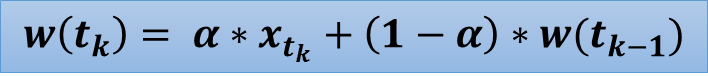 w(t_k) = α * x_{t_k} + (1 − α) * w(t_{k−1})